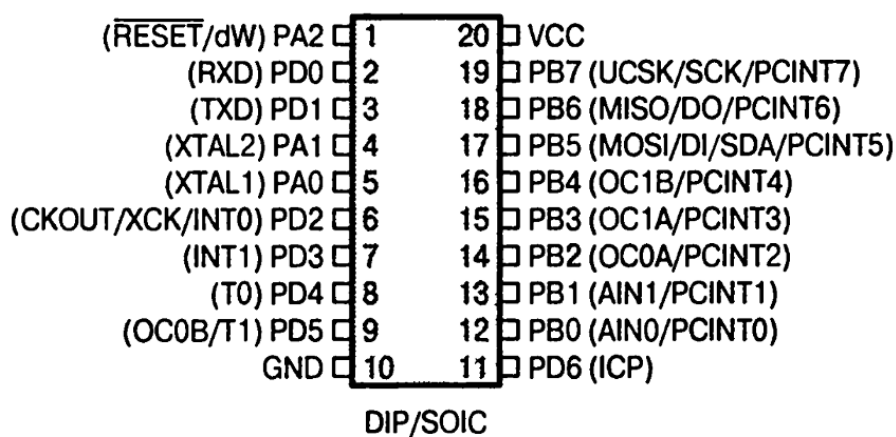 (RESET/dW) PA2 1 20 VCC
(RXD) PD0 2 19 PB7 (UCSK/SCK/PCINT7)
(TXD) PD1 3 18 PB6 (MISO/DO/PCINT6)
(XTAL2) PA1 4 17 PB5 (MOSI/DI/SDA/PCINT5)
(XTAL1) PA0 5 16 PB4 (OC1B/PCINT4)
(CKOUT/XCK/INT0) PD2 6 15 PB3 (OC1A/PCINT3)
(INT1) PD3 7 14 PB2 (OC0A/PCINT2)
(T0) PD4 8 13 PB1 (AIN1/PCINT1)
(OC0B/T1) PD5 9 12 PB0 (AIN0/PCINT0)
GND 10 11 PD6 (ICP)
DIP/SOIC